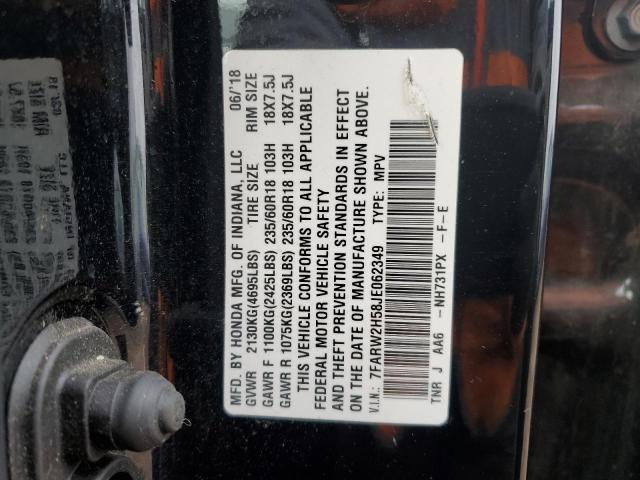 MFD. BY HONDA MFG. OF INDIANA, LLC 06/'18
GVWR 2130KG(4695LBS) TIRE SIZE RIM SIZE
GAWR F 1100KG(2425LBS) 235/60R18 103H 18X7.5J
GAWR R 1075KG(2369LBS) 235/60R18 103H 18X7.5J
THIS VEHICLE CONFORMS TO ALL APPLICABLE
FEDERAL MOTOR VEHICLE SAFETY
AND THEFT PREVENTION STANDARDS IN EFFECT
ON THE DATE OF MANUFACTURE SHOWN ABOVE.
V.I.N.: 7FARW2H58JE062349 TYPE: MPV
TNR J AA6 -NH731PX -F-E